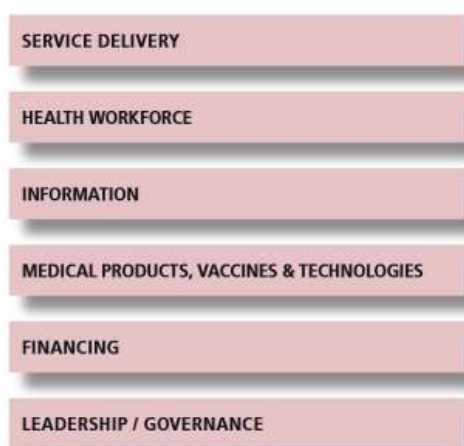 SERVICE DELIVERY
HEALTH WORKFORCE
INFORMATION
MEDICAL PRODUCTS, VACCINES & TECHNOLOGIES
FINANCING
LEADERSHIP / GOVERNANCE